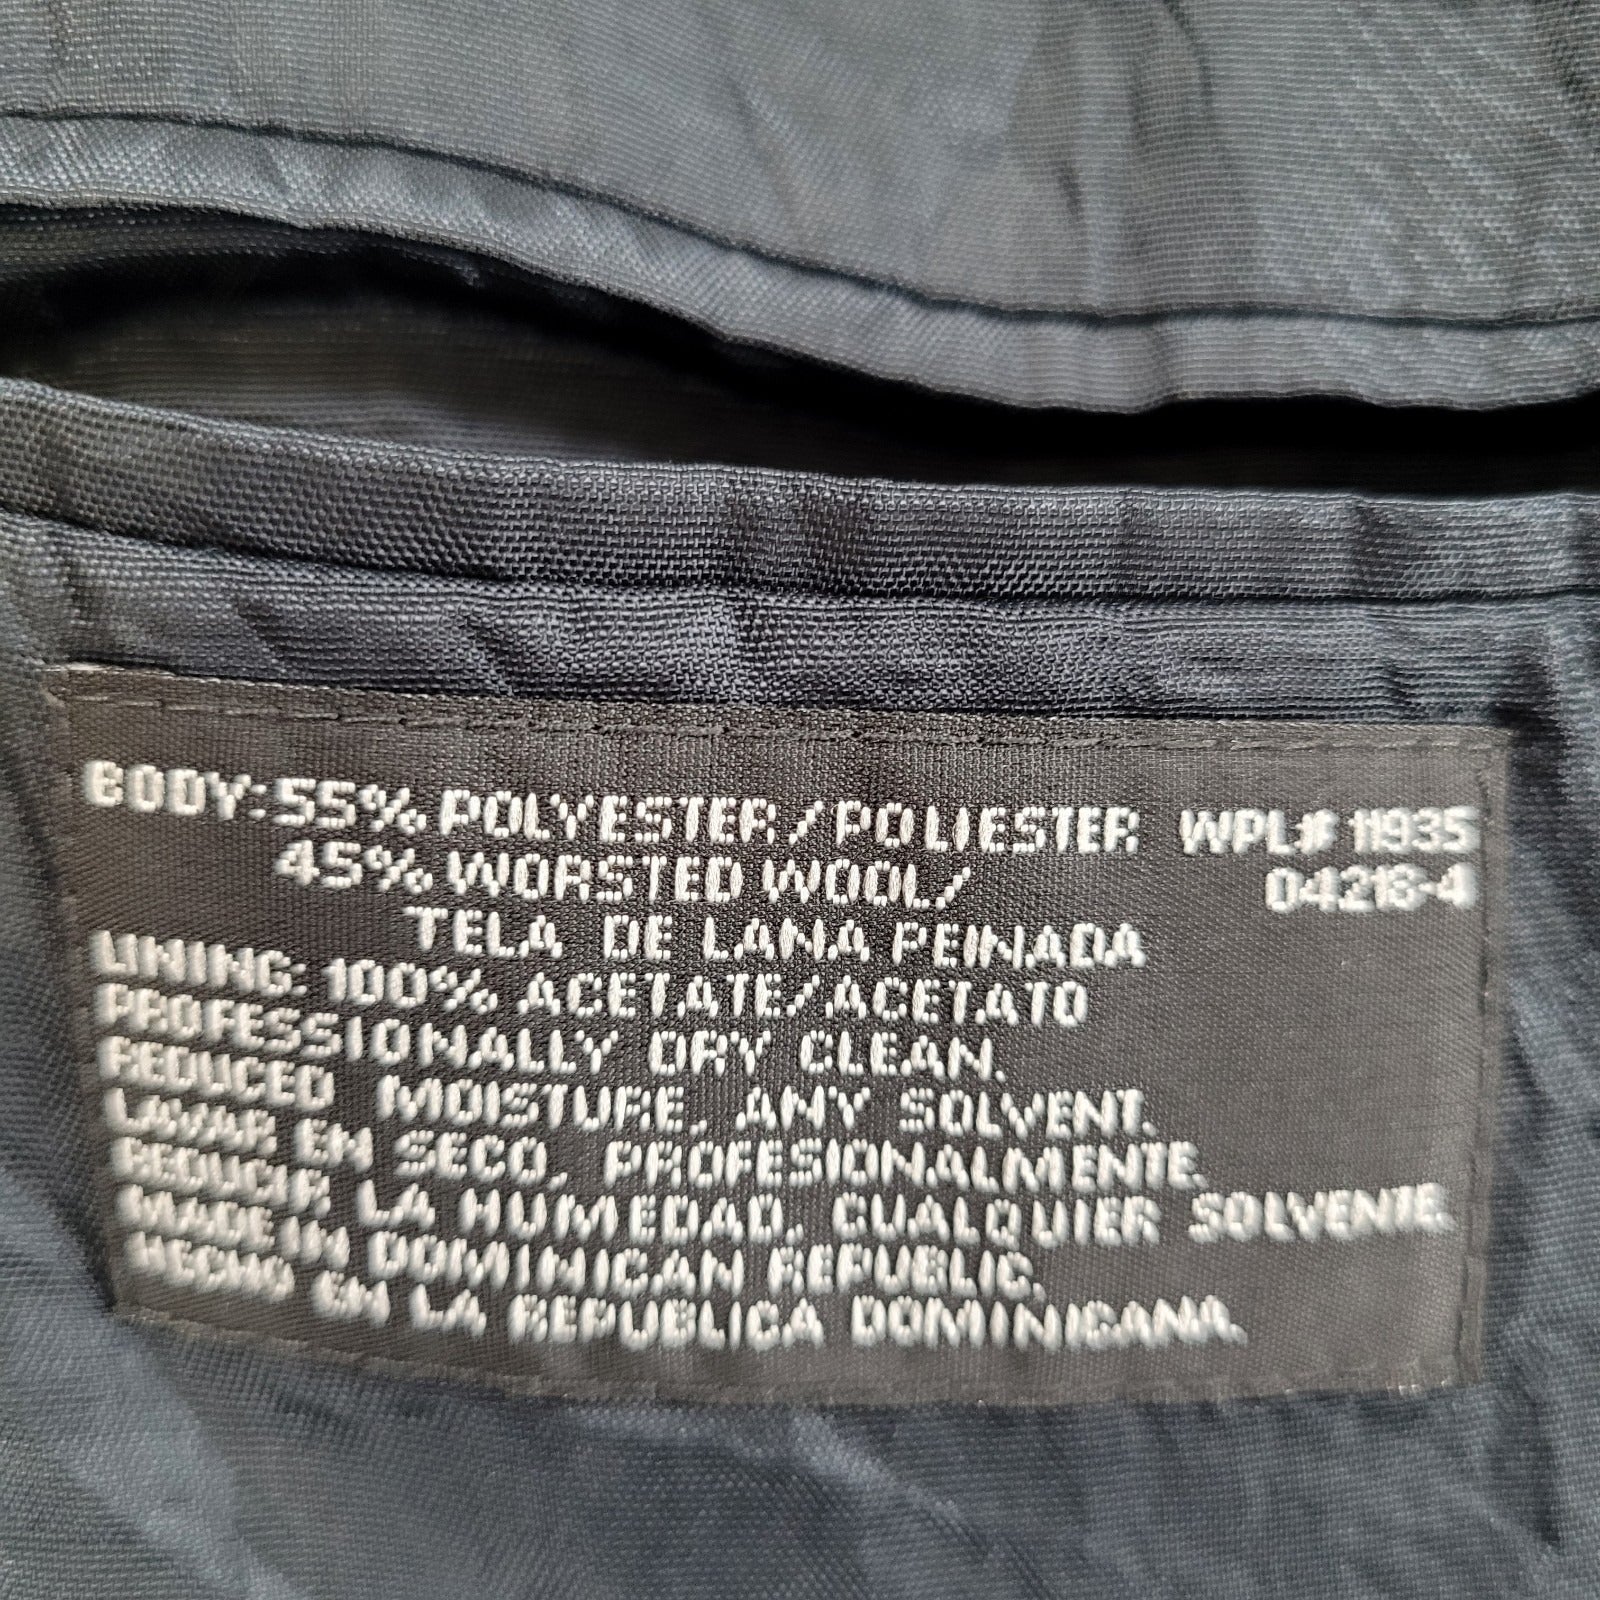 BODY: 55% POLYESTER / POLIESTER WPL# 11935
45% WORSTED WOOL/ 04218-4
TELA DE LANA PEINADA
LINING: 100% ACETATE/ACETATO
PROFESSIONALLY DRY CLEAN.
REDUCED MOISTURE, ANY SOLVENT.
LAVAR EN SECO, PROFESIONALMENTE.
REDUCIR LA HUMEDAD, CUALQUIER SOLVENTE.
MADE IN DOMINICAN REPUBLIC.
HECHO EN LA REPUBLICA DOMINICANA.